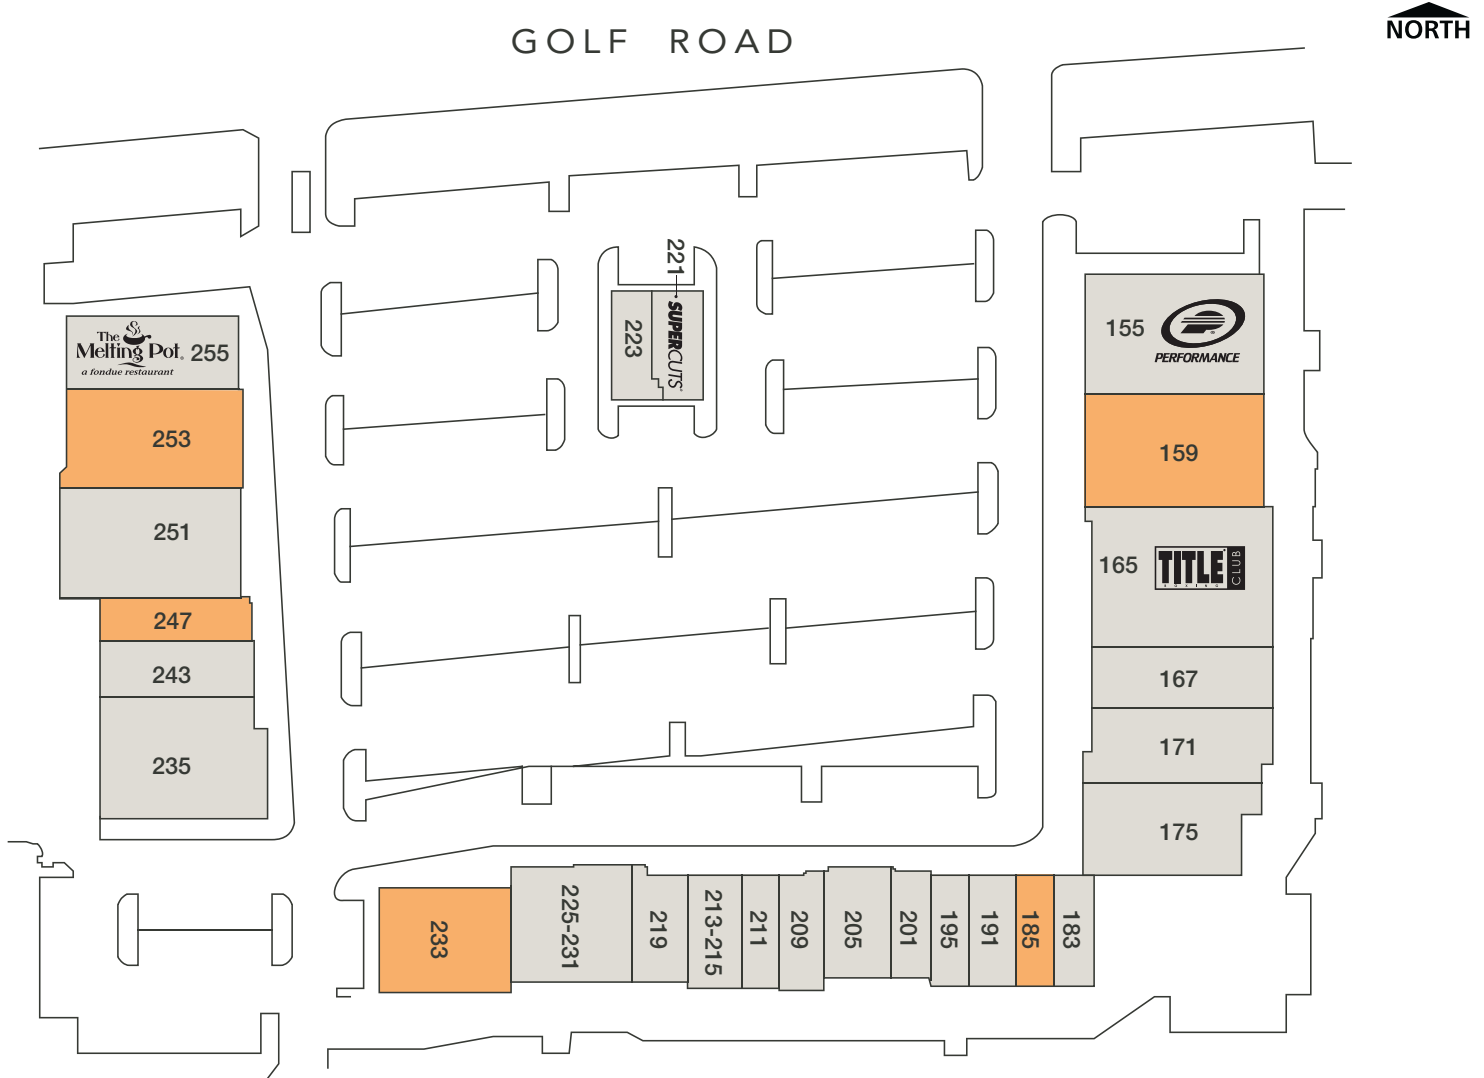 GOLF ROAD
NORTH
The
Melting Pot®
a fondue restaurant
255
253
251
247
243
235
221
223
SUPERCUTS
155
PERFORMANCE
159
165
TITLE
BOXING
CLUB
167
171
175
233
225-231
219
213-215
211
209
205
201
195
191
185
183